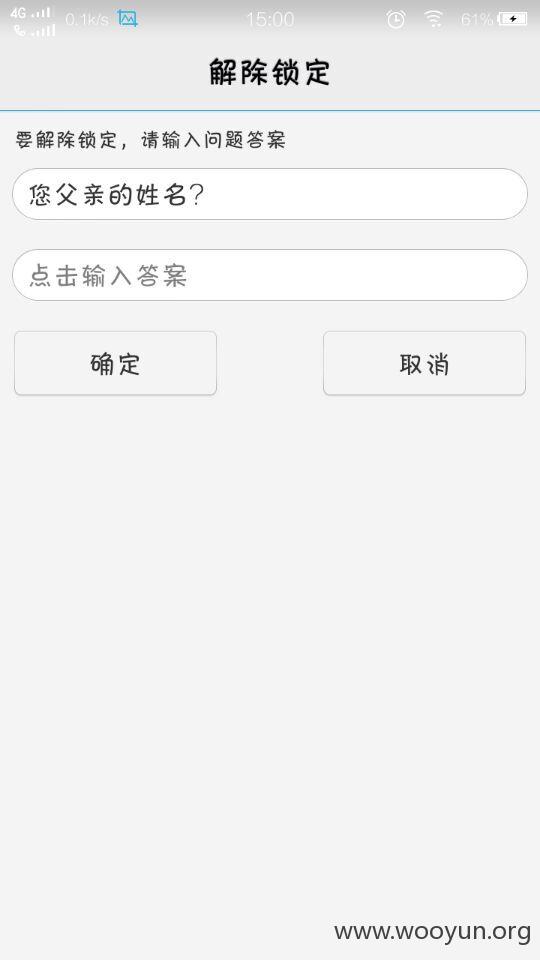 4G 0.1k/s 15:00 61%
解除锁定
要解除锁定，请输入问题答案
您父亲的姓名？
点击输入答案
确定 取消
www.wooyun.org